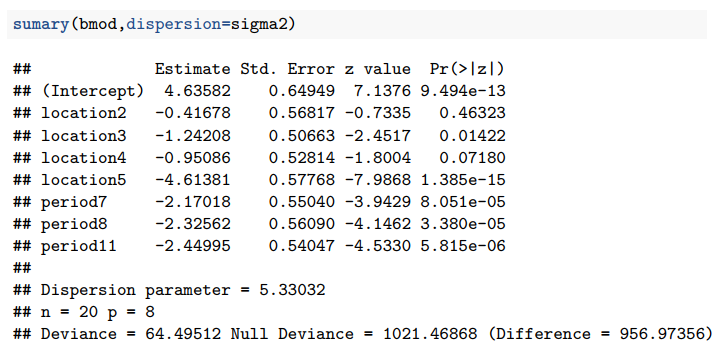 sumary(bmod,dispersion=sigma2)
##             Estimate Std. Error z value  Pr(>|z|)
## (Intercept)  4.63582    0.64949  7.1376 9.494e-13
## location2   -0.41678    0.56817 -0.7335   0.46323
## location3   -1.24208    0.50663 -2.4517   0.01422
## location4   -0.95086    0.52814 -1.8004   0.07180
## location5   -4.61381    0.57768 -7.9868 1.385e-15
## period7     -2.17018    0.55040 -3.9429 8.051e-05
## period8     -2.32562    0.56090 -4.1462 3.380e-05
## period11    -2.44995    0.54047 -4.5330 5.815e-06
##
## Dispersion parameter = 5.33032
## n = 20 p = 8
## Deviance = 64.49512 Null Deviance = 1021.46868 (Difference = 956.97356)